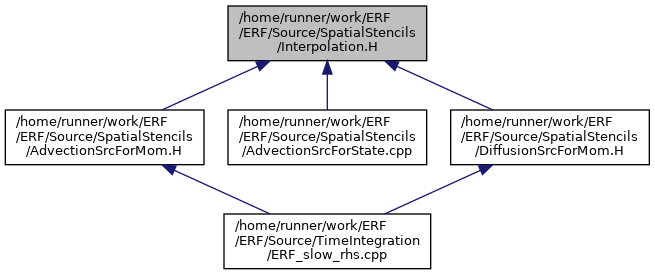 /home/runner/work/ERF
/ERF/Source/SpatialStencils
/Interpolation.H
/home/runner/work/ERF
/ERF/Source/SpatialStencils
/AdvectionSrcForMom.H
/home/runner/work/ERF
/ERF/Source/SpatialStencils
/AdvectionSrcForState.cpp
/home/runner/work/ERF
/ERF/Source/SpatialStencils
/DiffusionSrcForMom.H
/home/runner/work/ERF
/ERF/Source/TimeIntegration
/ERF_slow_rhs.cpp